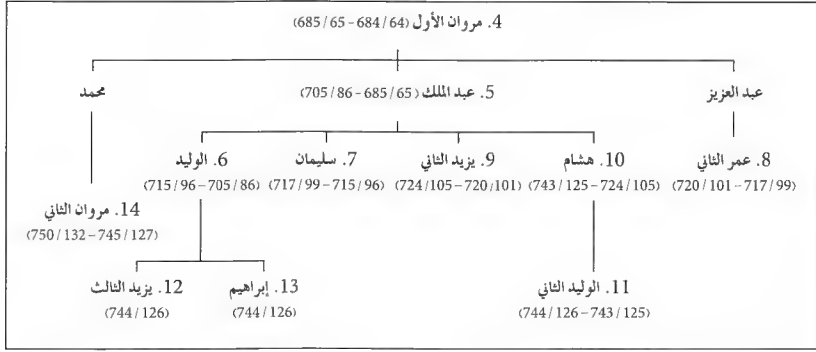 4. مروان الأول (64/684-65/685)
عبد العزيز
5. عبد الملك (65/685-86/705)
محمد
8. عمر الثاني
(99/717-101/720)
10. هشام
(105/724-125/743)
9. يزيد الثاني
(101/720-105/724)
7. سليمان
(96/715-99/717)
6. الوليد
(86/705-96/715)
14. مروان الثاني
(127/745-132/750)
11. الوليد الثاني
(125/743-126/744)
13. إبراهيم
(126/744)
12. يزيد الثالث
(126/744)